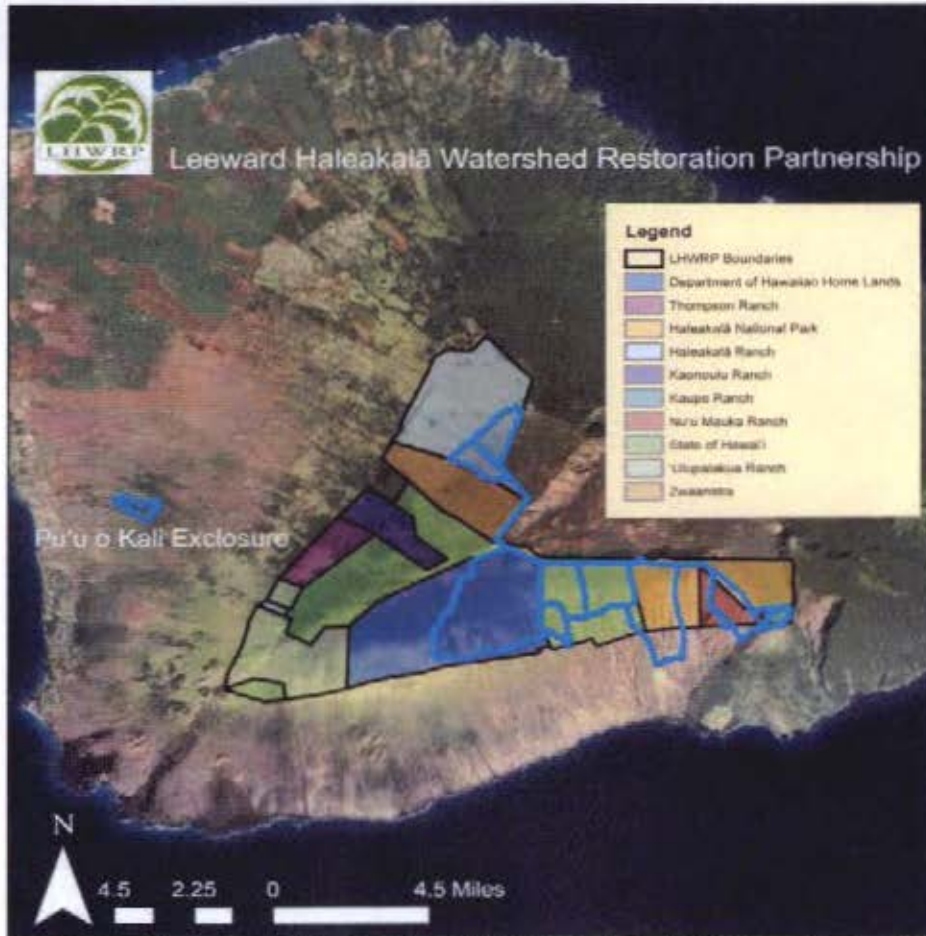 LHWRP
Leeward Haleakalā Watershed Restoration Partnership
Legend
LHWRP Boundaries
Department of Hawaiian Home Lands
Thompson Ranch
Haleakalā National Park
Haleakalā Ranch
Kaonoulu Ranch
Kaupo Ranch
Nu'u Mauka Ranch
State of Hawai'i
'Ulupalakua Ranch
Zwaanstra
Pu'u o Kali Exclosure
N
4.5 2.25 0 4.5 Miles